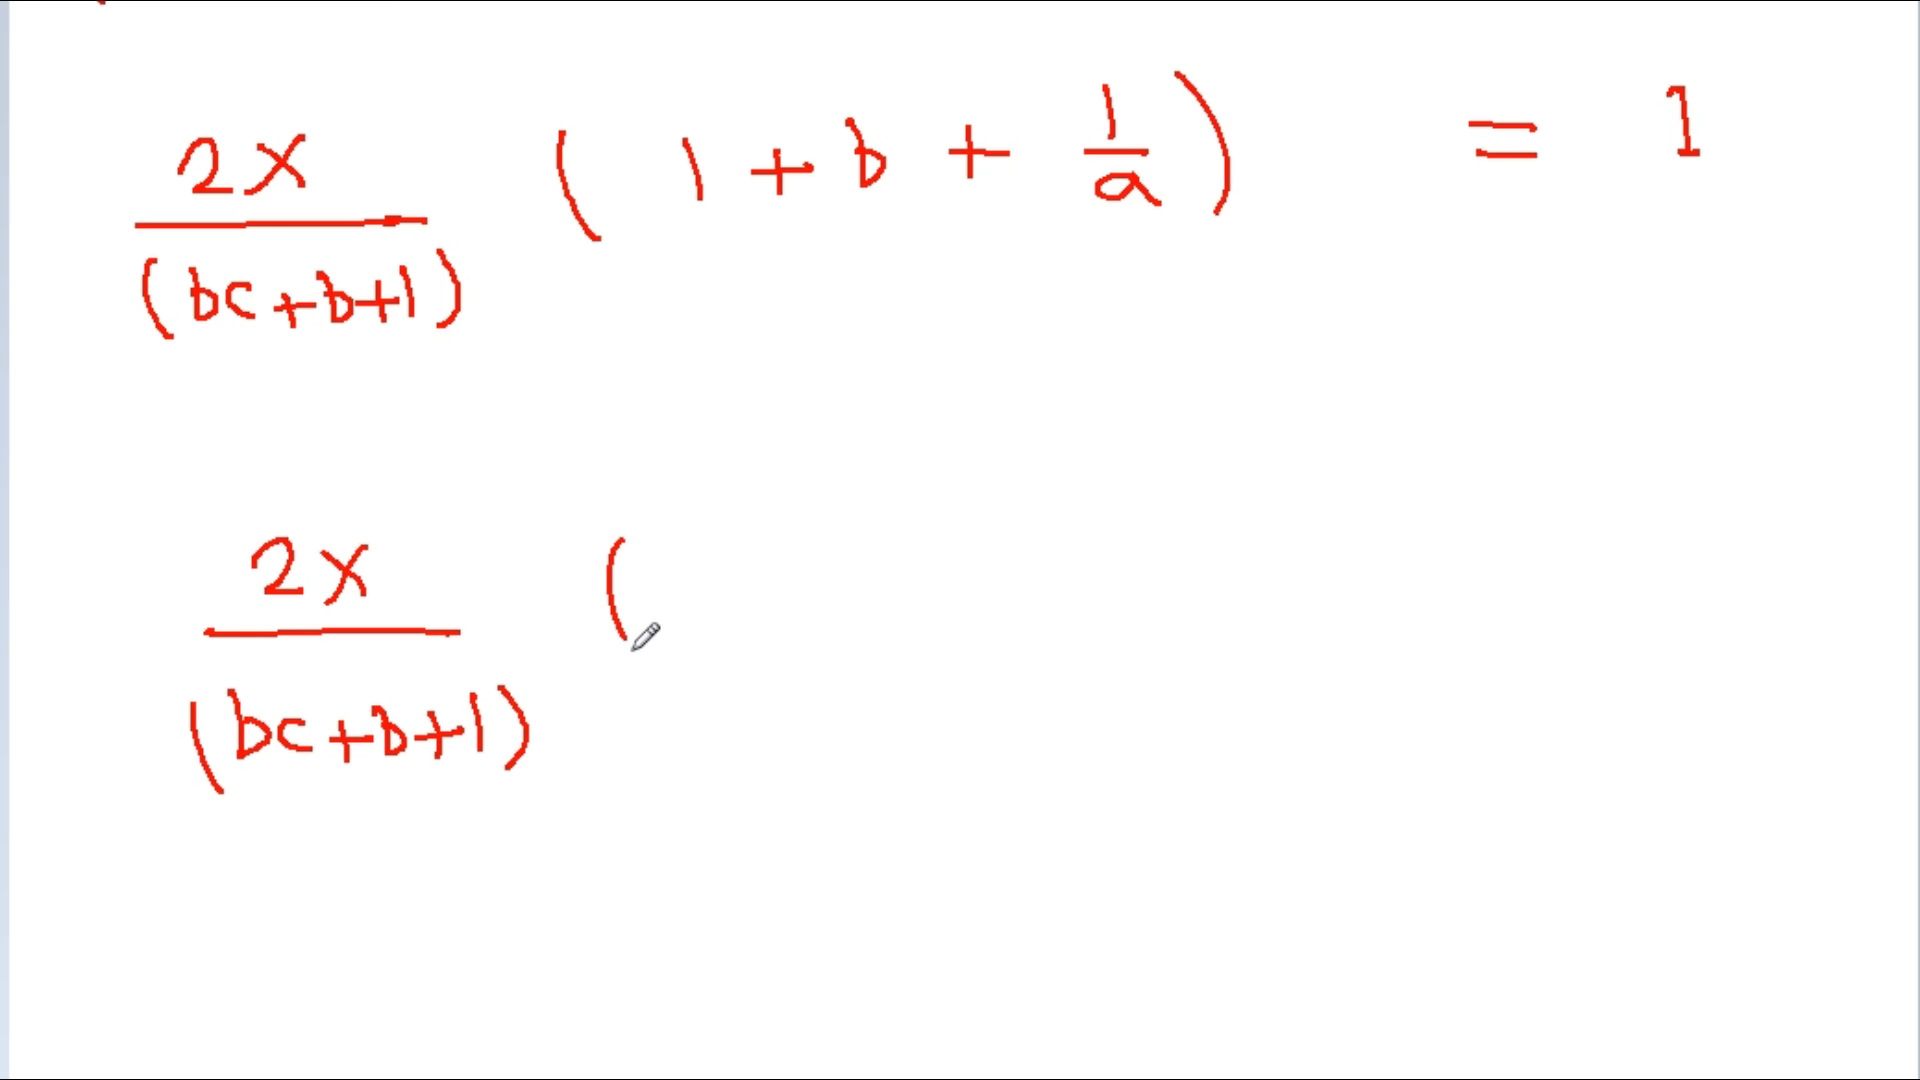 2x/(bc+b+1) (1+b+1/a) = 1
2x/(bc+b+1) (